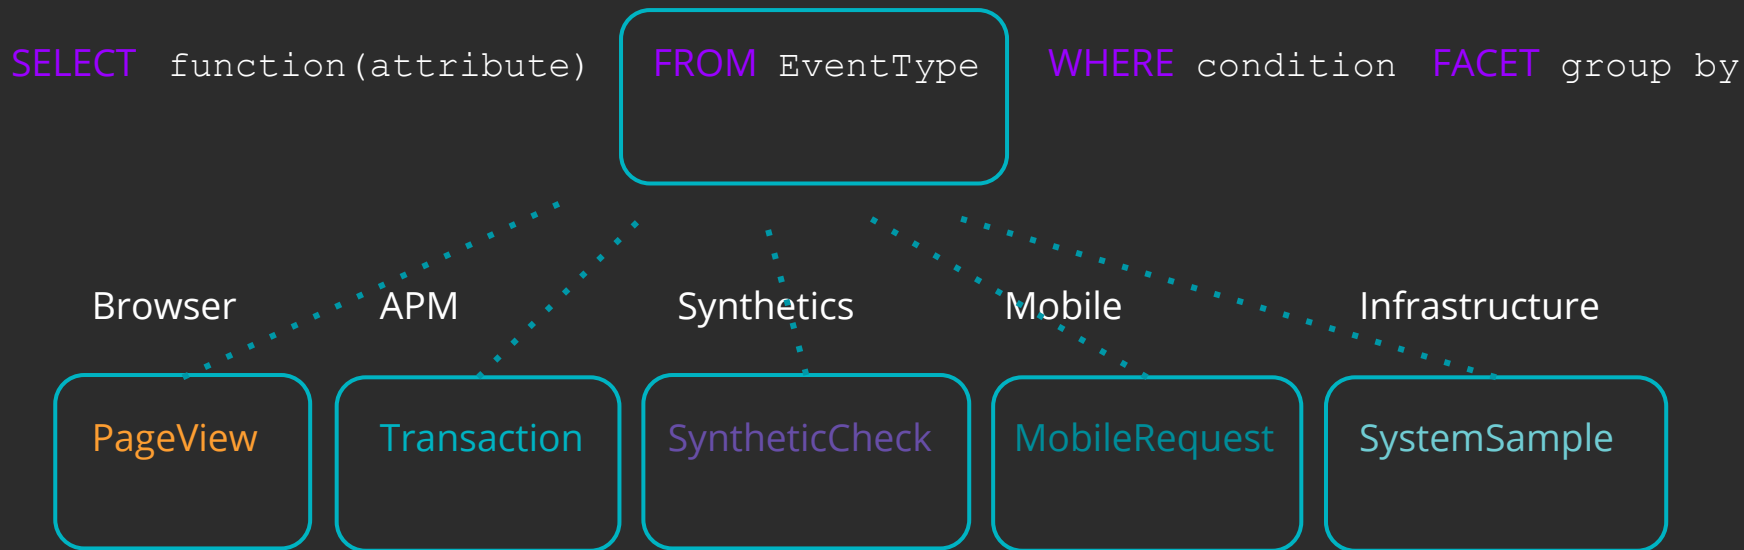 SELECT function(attribute) FROM EventType WHERE condition FACET group by
Browser APM Synthetics Mobile Infrastructure
PageView Transaction SyntheticCheck MobileRequest SystemSample